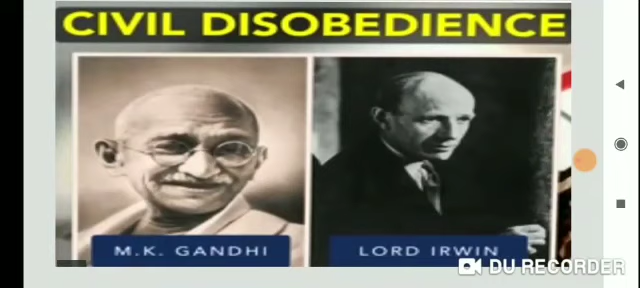 CIVIL DISOBEDIENCE
M.K. GANDHI
LORD IRWIN
DU RECORDER